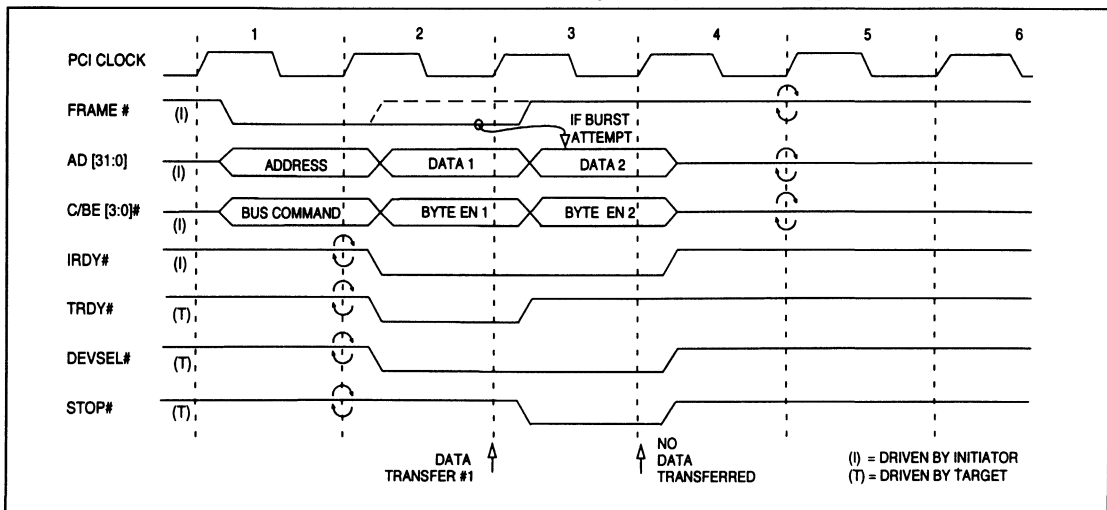 1 2 3 4 5 6
PCI CLOCK
FRAME # (I)
IF BURST
ATTEMPT
AD [31:0] (I) ADDRESS DATA 1 DATA 2
C/BE [3:0]# (I) BUS COMMAND BYTE EN 1 BYTE EN 2
IRDY# (I)
TRDY# (T)
DEVSEL# (T)
STOP# (T)
DATA
TRANSFER #1
NO
DATA
TRANSFERRED
(I) = DRIVEN BY INITIATOR
(T) = DRIVEN BY TARGET